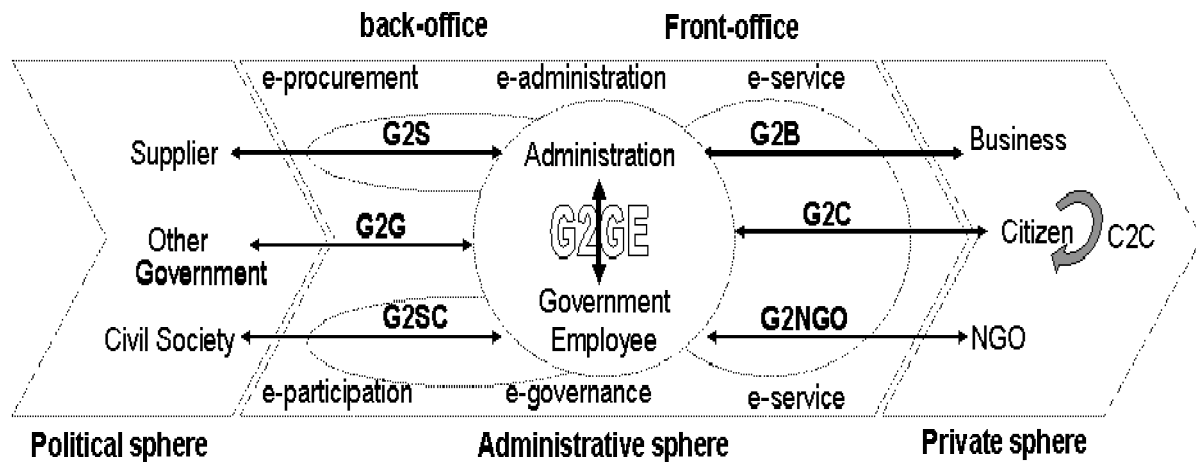 back-office Front-office
e-procurement e-administration e-service
G2S G2B
Supplier Administration Business
G2G G2GE G2C
Other Government Citizen C2C
Government
Employee
Civil Society G2SC G2NGO NGO
e-participation e-governance e-service
Political sphere Administrative sphere Private sphere